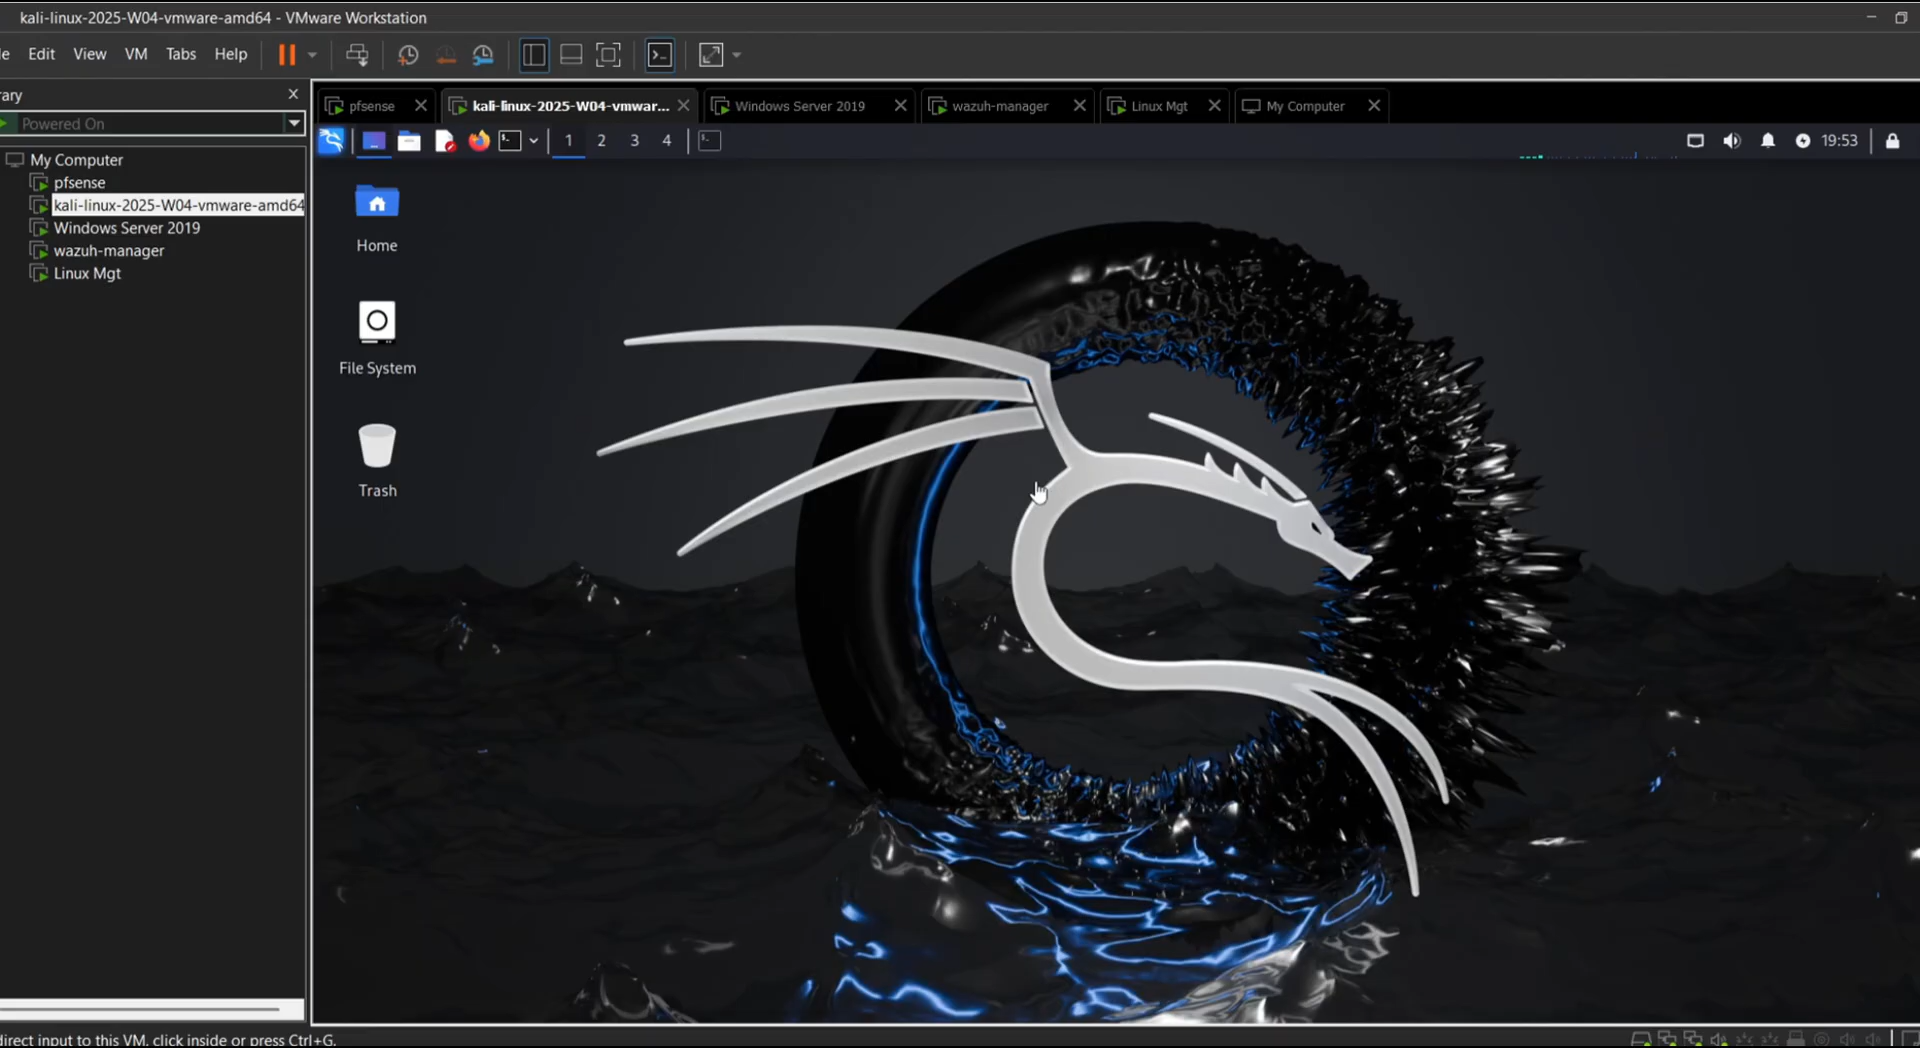 kali-linux-2025-W04-vmware-amd64 - VMware Workstation
le Edit View VM Tabs Help
ary
Powered On
My Computer
pfsense
kali-linux-2025-W04-vmware-amd64
Windows Server 2019
wazuh-manager
Linux Mgt
pfsense kali-linux-2025-W04-vmwar... Windows Server 2019 wazuh-manager Linux Mgt My Computer
1 2 3 4 19:53
Home
File System
Trash
direct input to this VM, click inside or press Ctrl+G.